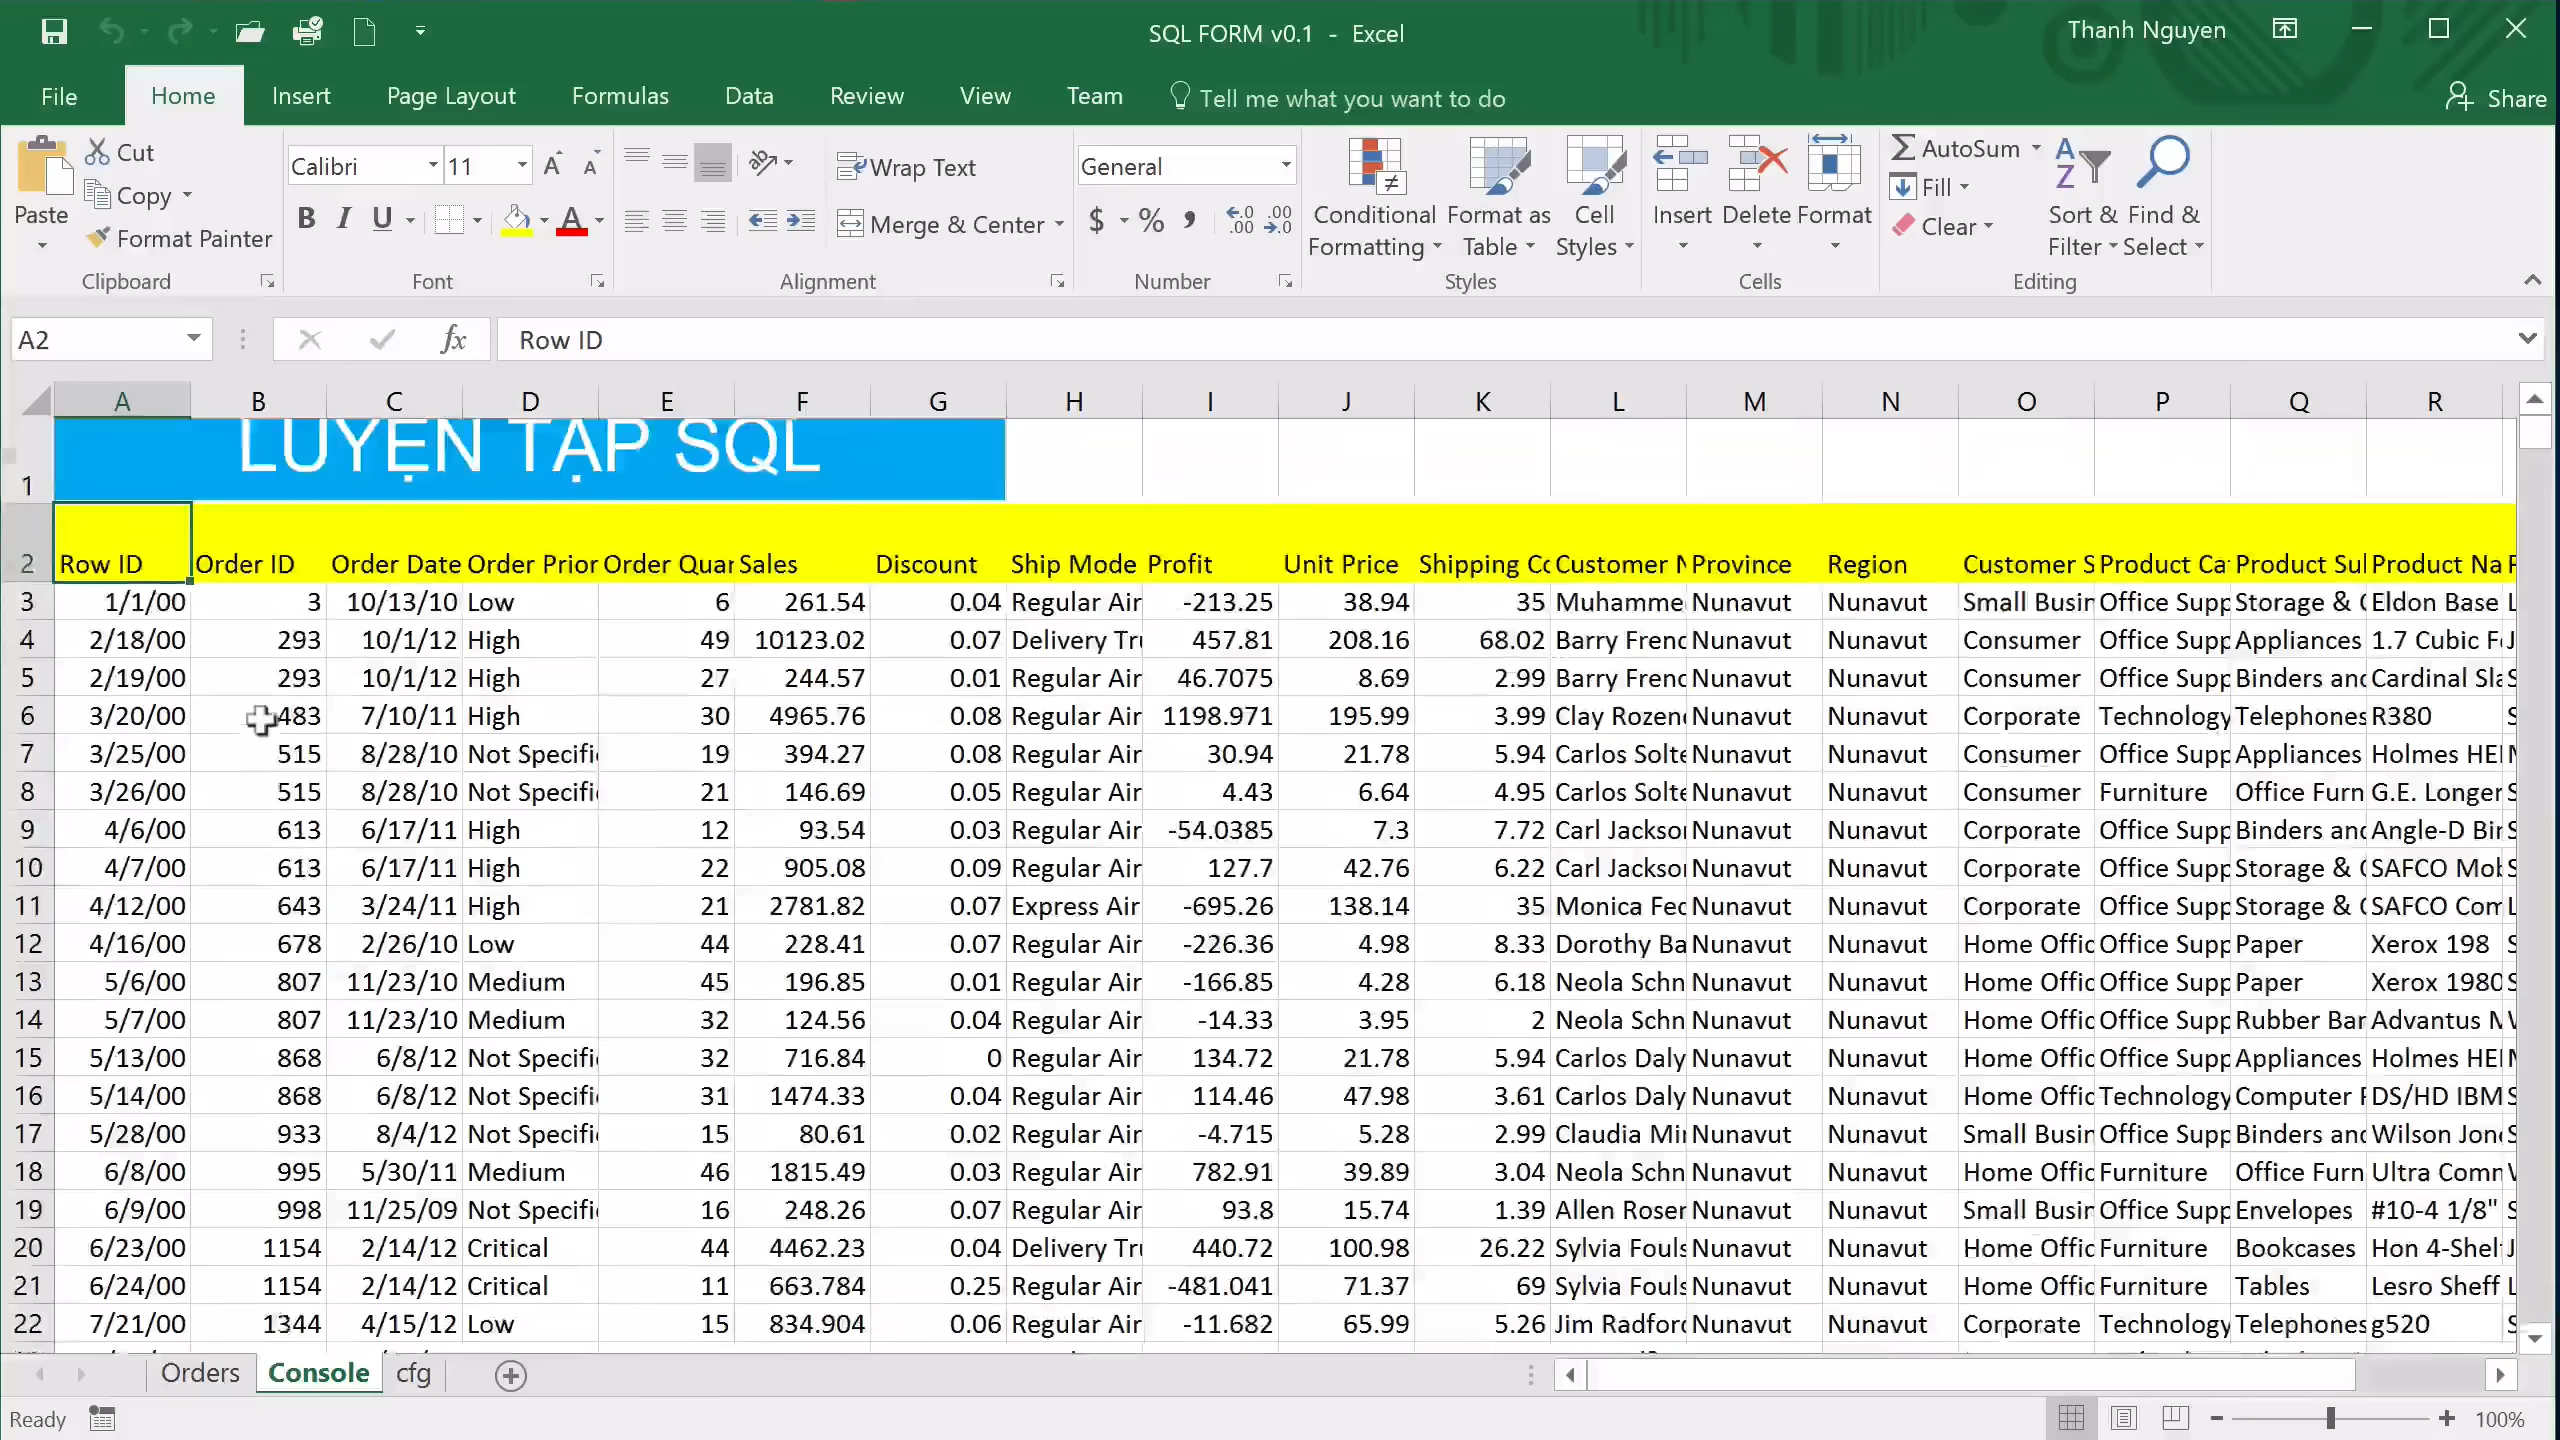 SQL FORM v0.1 - Excel
Thanh Nguyen
File Home Insert Page Layout Formulas Data Review View Team Tell me what you want to do Share
Paste Cut Copy Format Painter Clipboard
Calibri 11 B I U A Font
Wrap Text Merge & Center Alignment
General $ % Number
Conditional Formatting Format as Table Cell Styles Styles
Insert Delete Format Cells
AutoSum Fill Clear Sort & Filter Find & Select Editing
A2 fx Row ID
A B C D E F G H I J K L M N O P Q R
1 LUYỆN TẬP SQL
2 Row ID Order ID Order Date Order Prior Order Quan Sales Discount Ship Mode Profit Unit Price Shipping Co Customer N Province Region Customer S Product Cat Product Sub Product Na
3 1/1/00 3 10/13/10 Low 6 261.54 0.04 Regular Air -213.25 38.94 35 Muhamme Nunavut Nunavut Small Busin Office Supp Storage & Eldon Base
4 2/18/00 293 10/1/12 High 49 10123.02 0.07 Delivery Tru 457.81 208.16 68.02 Barry Frenc Nunavut Nunavut Consumer Office Supp Appliances 1.7 Cubic Fo
5 2/19/00 293 10/1/12 High 27 244.57 0.01 Regular Air 46.7075 8.69 2.99 Barry Frenc Nunavut Nunavut Consumer Office Supp Binders and Cardinal Sla
6 3/20/00 483 7/10/11 High 30 4965.76 0.08 Regular Air 1198.971 195.99 3.99 Clay Rozen Nunavut Nunavut Corporate Technology Telephones R380
7 3/25/00 515 8/28/10 Not Specifi 19 394.27 0.08 Regular Air 30.94 21.78 5.94 Carlos Solte Nunavut Nunavut Consumer Office Supp Appliances Holmes HE
8 3/26/00 515 8/28/10 Not Specifi 21 146.69 0.05 Regular Air 4.43 6.64 4.95 Carlos Solte Nunavut Nunavut Consumer Furniture Office Furn G.E. Longer
9 4/6/00 613 6/17/11 High 12 93.54 0.03 Regular Air -54.0385 7.3 7.72 Carl Jackson Nunavut Nunavut Corporate Office Supp Binders and Angle-D Bin
10 4/7/00 613 6/17/11 High 22 905.08 0.09 Regular Air 127.7 42.76 6.22 Carl Jackson Nunavut Nunavut Corporate Office Supp Storage & SAFCO Mob
11 4/12/00 643 3/24/11 High 21 2781.82 0.07 Express Air -695.26 138.14 35 Monica Fed Nunavut Nunavut Corporate Office Supp Storage & SAFCO Com
12 4/16/00 678 2/26/10 Low 44 228.41 0.07 Regular Air -226.36 4.98 8.33 Dorothy Ba Nunavut Nunavut Home Offic Office Supp Paper Xerox 198
13 5/6/00 807 11/23/10 Medium 45 196.85 0.01 Regular Air -166.85 4.28 6.18 Neola Schn Nunavut Nunavut Home Offic Office Supp Paper Xerox 1980
14 5/7/00 807 11/23/10 Medium 32 124.56 0.04 Regular Air -14.33 3.95 2 Neola Schn Nunavut Nunavut Home Offic Office Supp Rubber Ban Advantus
15 5/13/00 868 6/8/12 Not Specifi 32 716.84 0 Regular Air 134.72 21.78 5.94 Carlos Daly Nunavut Nunavut Home Offic Office Supp Appliances Holmes HE
16 5/14/00 868 6/8/12 Not Specifi 31 1474.33 0.04 Regular Air 114.46 47.98 3.61 Carlos Daly Nunavut Nunavut Home Offic Technology Computer DS/HD IBM
17 5/28/00 933 8/4/12 Not Specifi 15 80.61 0.02 Regular Air -4.715 5.28 2.99 Claudia Mi Nunavut Nunavut Small Busin Office Supp Binders and Wilson Jon
18 6/8/00 995 5/30/11 Medium 46 1815.49 0.03 Regular Air 782.91 39.89 3.04 Neola Schn Nunavut Nunavut Home Offic Furniture Office Furn Ultra Comm
19 6/9/00 998 11/25/09 Not Specifi 16 248.26 0.07 Regular Air 93.8 15.74 1.39 Allen Rosen Nunavut Nunavut Small Busin Office Supp Envelopes #10-4 1/8"
20 6/23/00 1154 2/14/12 Critical 44 4462.23 0.04 Delivery Tru 440.72 100.98 26.22 Sylvia Fouls Nunavut Nunavut Home Offic Furniture Bookcases Hon 4-Shel
21 6/24/00 1154 2/14/12 Critical 11 663.784 0.25 Regular Air -481.041 71.37 69 Sylvia Fouls Nunavut Nunavut Home Offic Furniture Tables Lesro Sheff
22 7/21/00 1344 4/15/12 Low 15 834.904 0.06 Regular Air -11.682 65.99 5.26 Jim Radford Nunavut Nunavut Corporate Technology Telephones g520
Orders Console cfg
Ready 100%